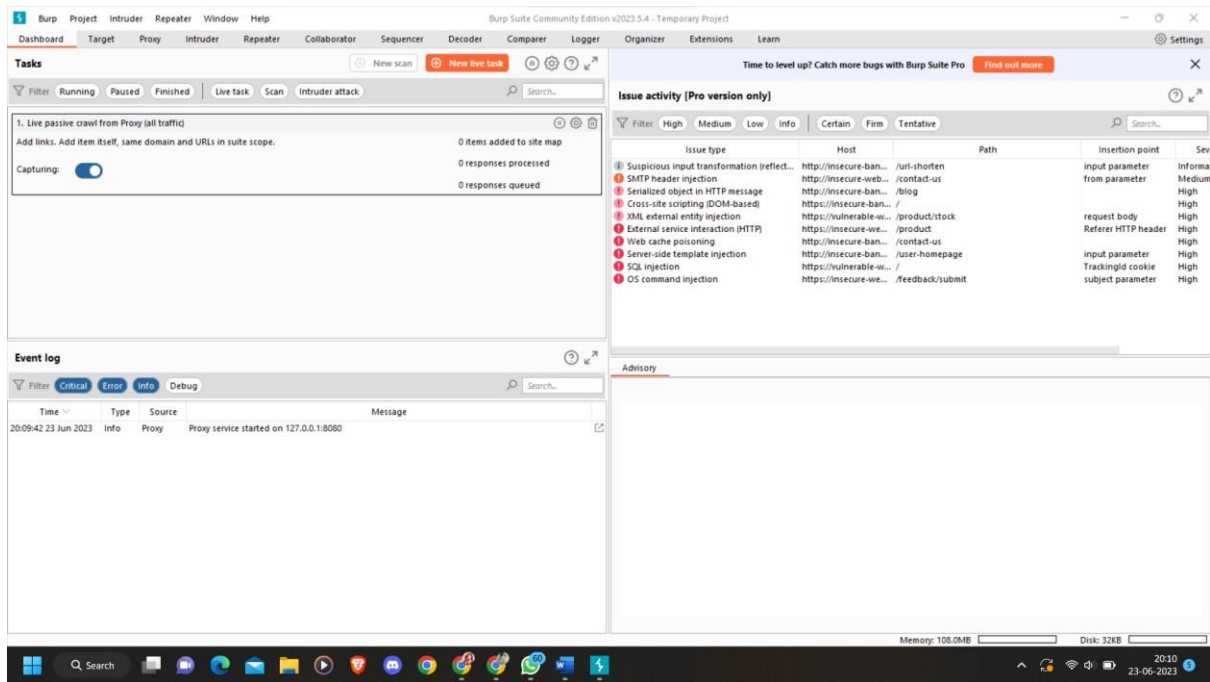 Burp Project Intruder Repeater Window Help Burp Suite Community Edition v2023.5.4 - Temporary Project
Dashboard Target Proxy Intruder Repeater Collaborator Sequencer Decoder Comparer Logger Organizer Extensions Learn Settings
Tasks New scan New live task
Filter Running Paused Finished Live task Scan Intruder attack Search...
1. Live passive crawl from Proxy (all traffic)
Add links. Add item itself, same domain and URLs in suite scope. 0 items added to site map
Capturing: 0 responses processed
0 responses queued
Event log
Filter Critical Error Info Debug Search...
Time Type Source Message
20:09:42 23 Jun 2023 Info Proxy Proxy service started on 127.0.0.1:8080
Time to level up? Catch more bugs with Burp Suite Pro Find out more
Issue activity [Pro version only]
Filter High Medium Low Info Certain Firm Tentative Search...
Issue type Host Path Insertion point Sev
Suspicious input transformation (reflect... http://insecure-ban... /url-shorten input parameter Informa
SMTP header injection http://insecure-web... /contact-us from parameter Medium
Serialized object in HTTP message http://insecure-ban... /blog High
Cross-site scripting (DOM-based) https://insecure-ban... / High
XML external entity injection https://vulnerable-w... /product/stock request body High
External service interaction (HTTP) https://insecure-we... /product Referer HTTP header High
Web cache poisoning http://insecure-ban... /contact-us High
Server-side template injection http://insecure-ban... /user-homepage input parameter High
SQL injection https://vulnerable-w... / TrackingId cookie High
OS command injection https://insecure-we... /feedback/submit subject parameter High
Advisory
Memory: 108.0MB Disk: 32KB
Search 60 20:10
23-06-2023 5